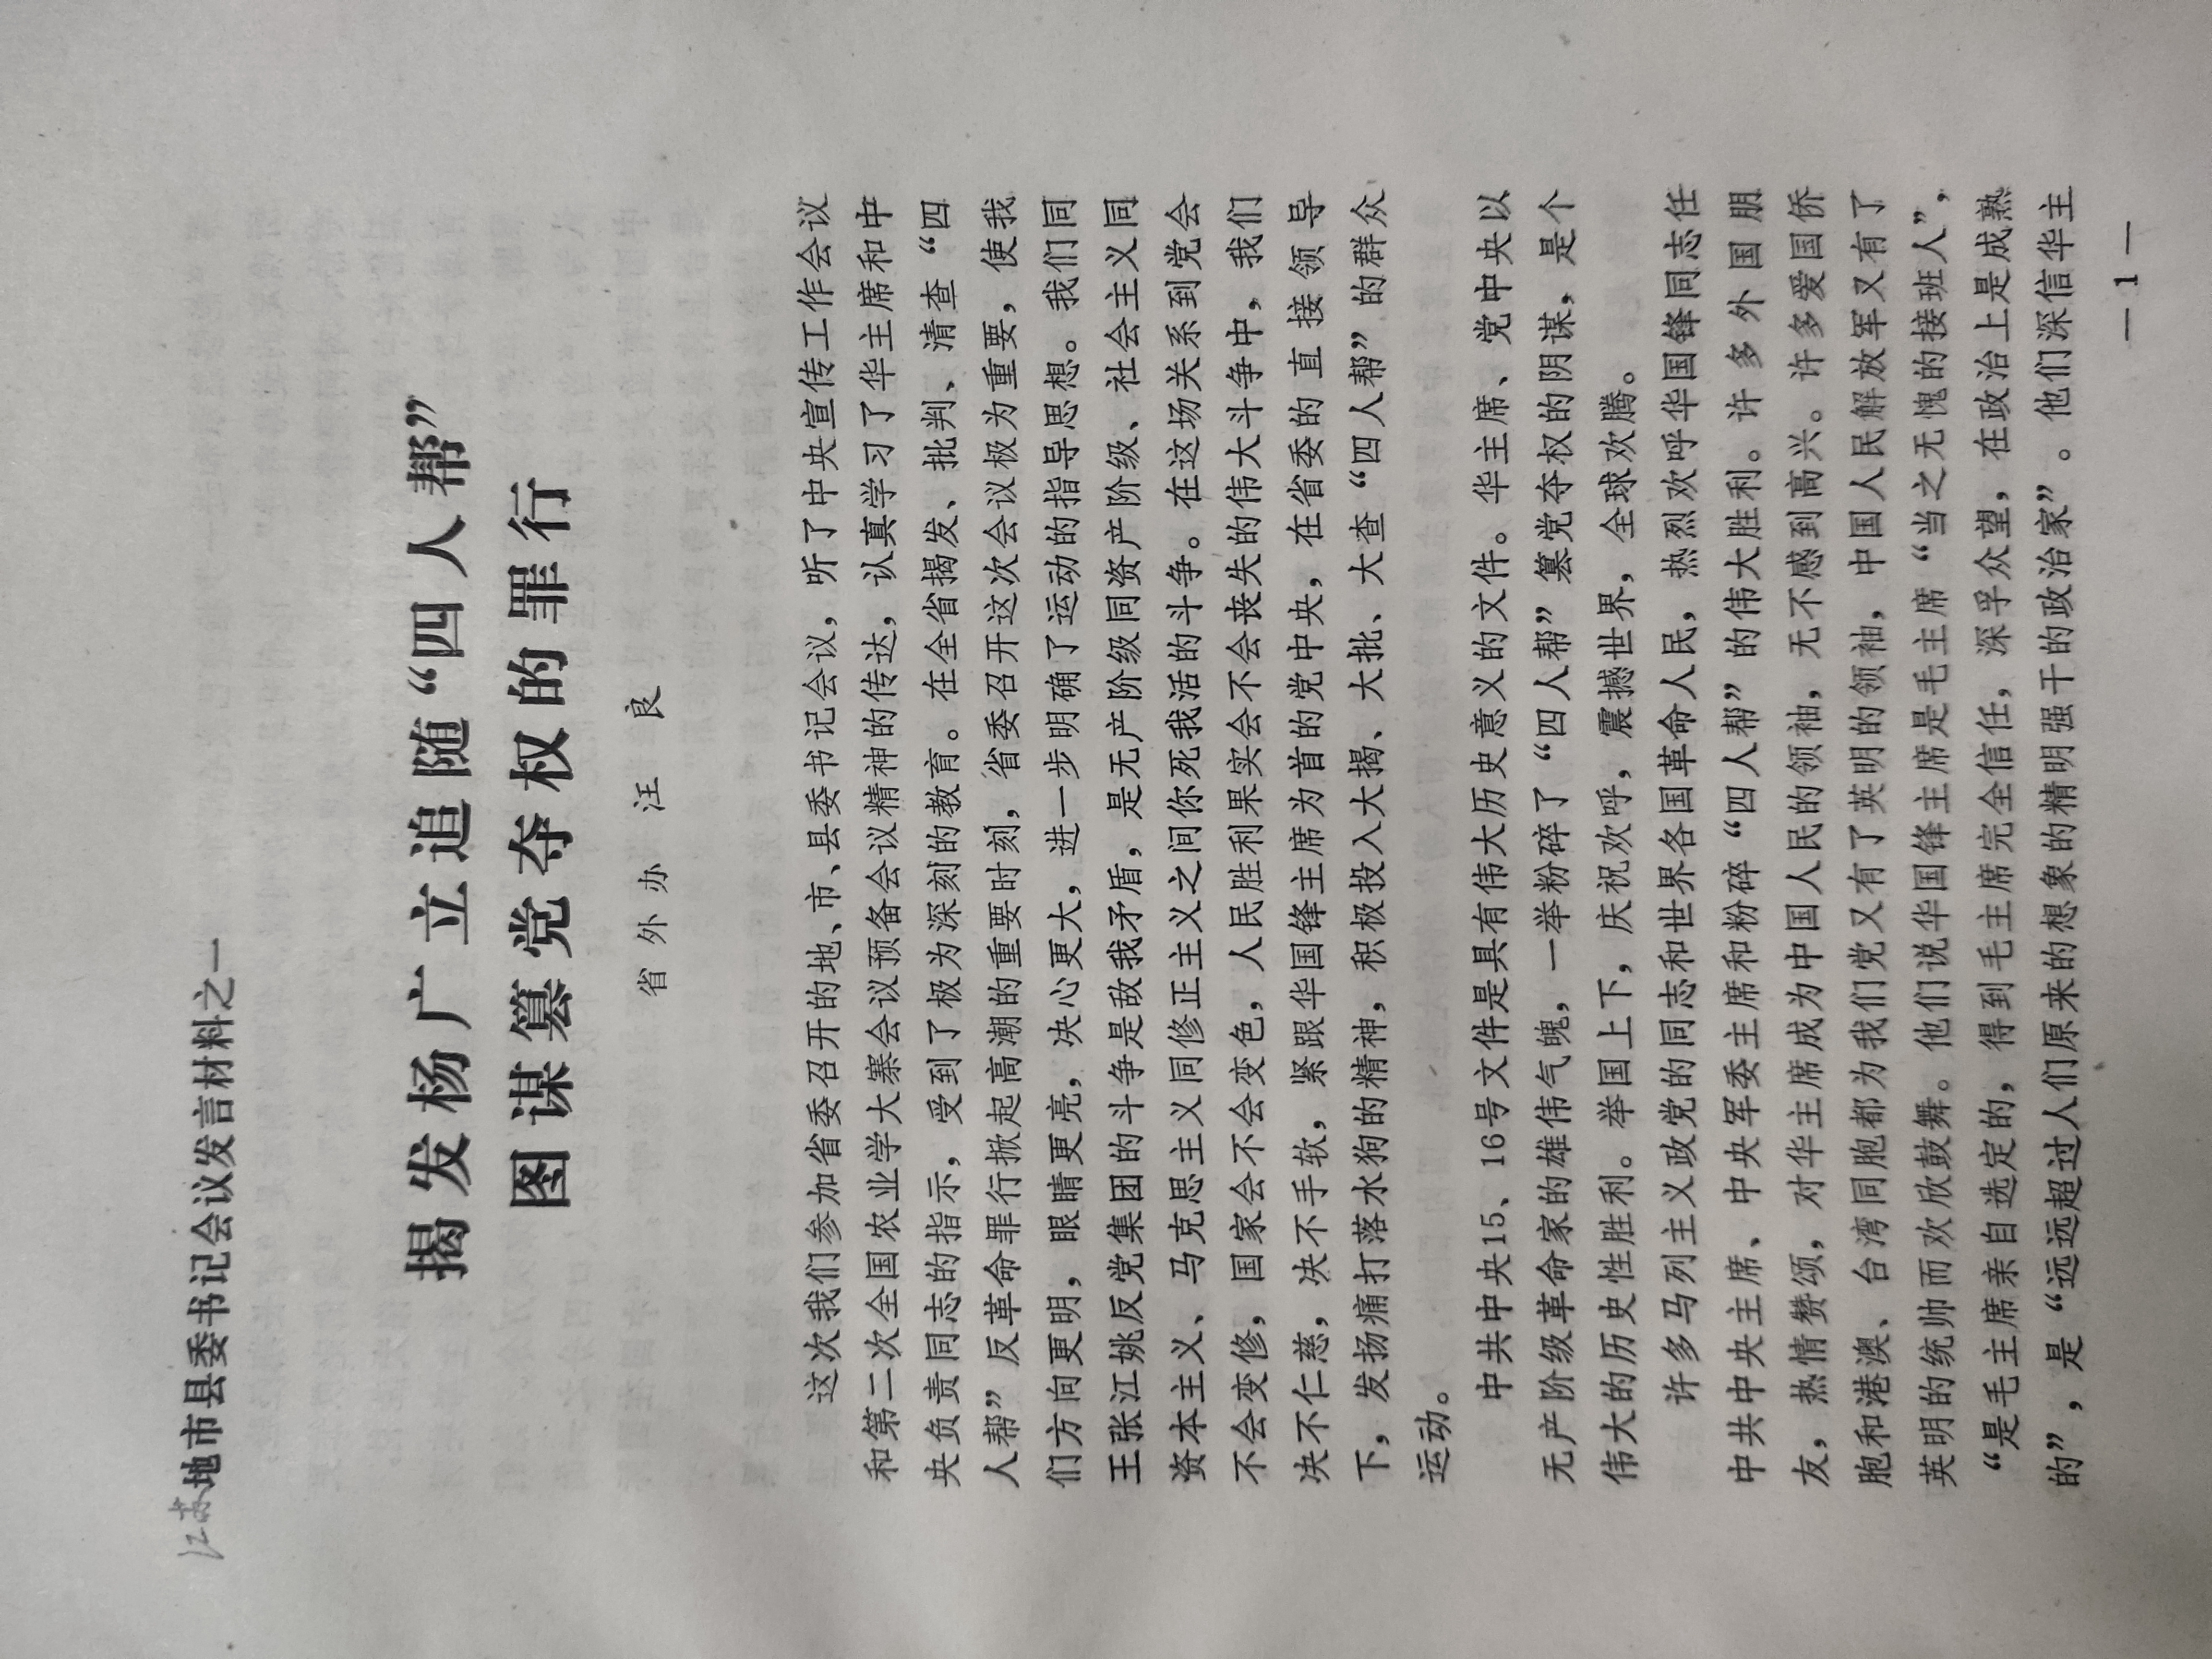 江苏地市县委书记会议发言材料之一
揭发杨广立追随“四人帮”
图谋篡党夺权的罪行
省外办 汪 良
这次我们参加省委召开的地、市、县委书记会议，听了中央宣传工作会议
和第二次全国农业学大寨会议预备会议精神的传达，认真学习了华主席和中
央负责同志的指示，受到了极为深刻的教育。在全省揭发、批判、清查“四
人帮”反革命罪行掀起高潮的重要时刻，省委召开这次会议极为重要，使我
们方向更明，眼睛更亮，决心更大，进一步明确了运动的指导思想。我们同
王张江姚反党集团的斗争是敌我矛盾，是无产阶级同资产阶级、社会主义同
资本主义、马克思主义同修正主义之间你死我活的斗争。在这场关系到党会
不会变修，国家会不会变色，人民胜利果实会不会丧失的伟大斗争中，我们
决不仁慈，决不手软，紧跟华国锋主席为首的党中央，在省委的直接领导
下，发扬痛打落水狗的精神，积极投入大揭、大批、大查“四人帮”的群众
运动。
中共中央15、16号文件是具有伟大历史意义的文件。华主席、党中央以
无产阶级革命家的雄伟气魄，一举粉碎了“四人帮”篡党夺权的阴谋，是个
伟大的历史性胜利。举国上下，庆祝欢呼，震撼世界，全球欢腾。
许多马列主义政党的同志和世界各国革命人民，热烈欢呼华国锋同志任
中共中央主席、中央军委主席和粉碎“四人帮”的伟大胜利。许多外国朋
友，热情赞颂，对华主席成为中国人民的领袖，无不感到高兴。许多爱国侨
胞和港澳、台湾同胞都为我们党又有了英明的领袖，中国人民解放军又有了
英明的统帅而欢欣鼓舞。他们说华国锋主席是毛主席“当之无愧的接班人”，
“是毛主席亲自选定的，得到毛主席完全信任，深孚众望，在政治上是成熟
的”，是“远远超过人们原来的想象的精明强干的政治家”。他们深信华主
— 1 —